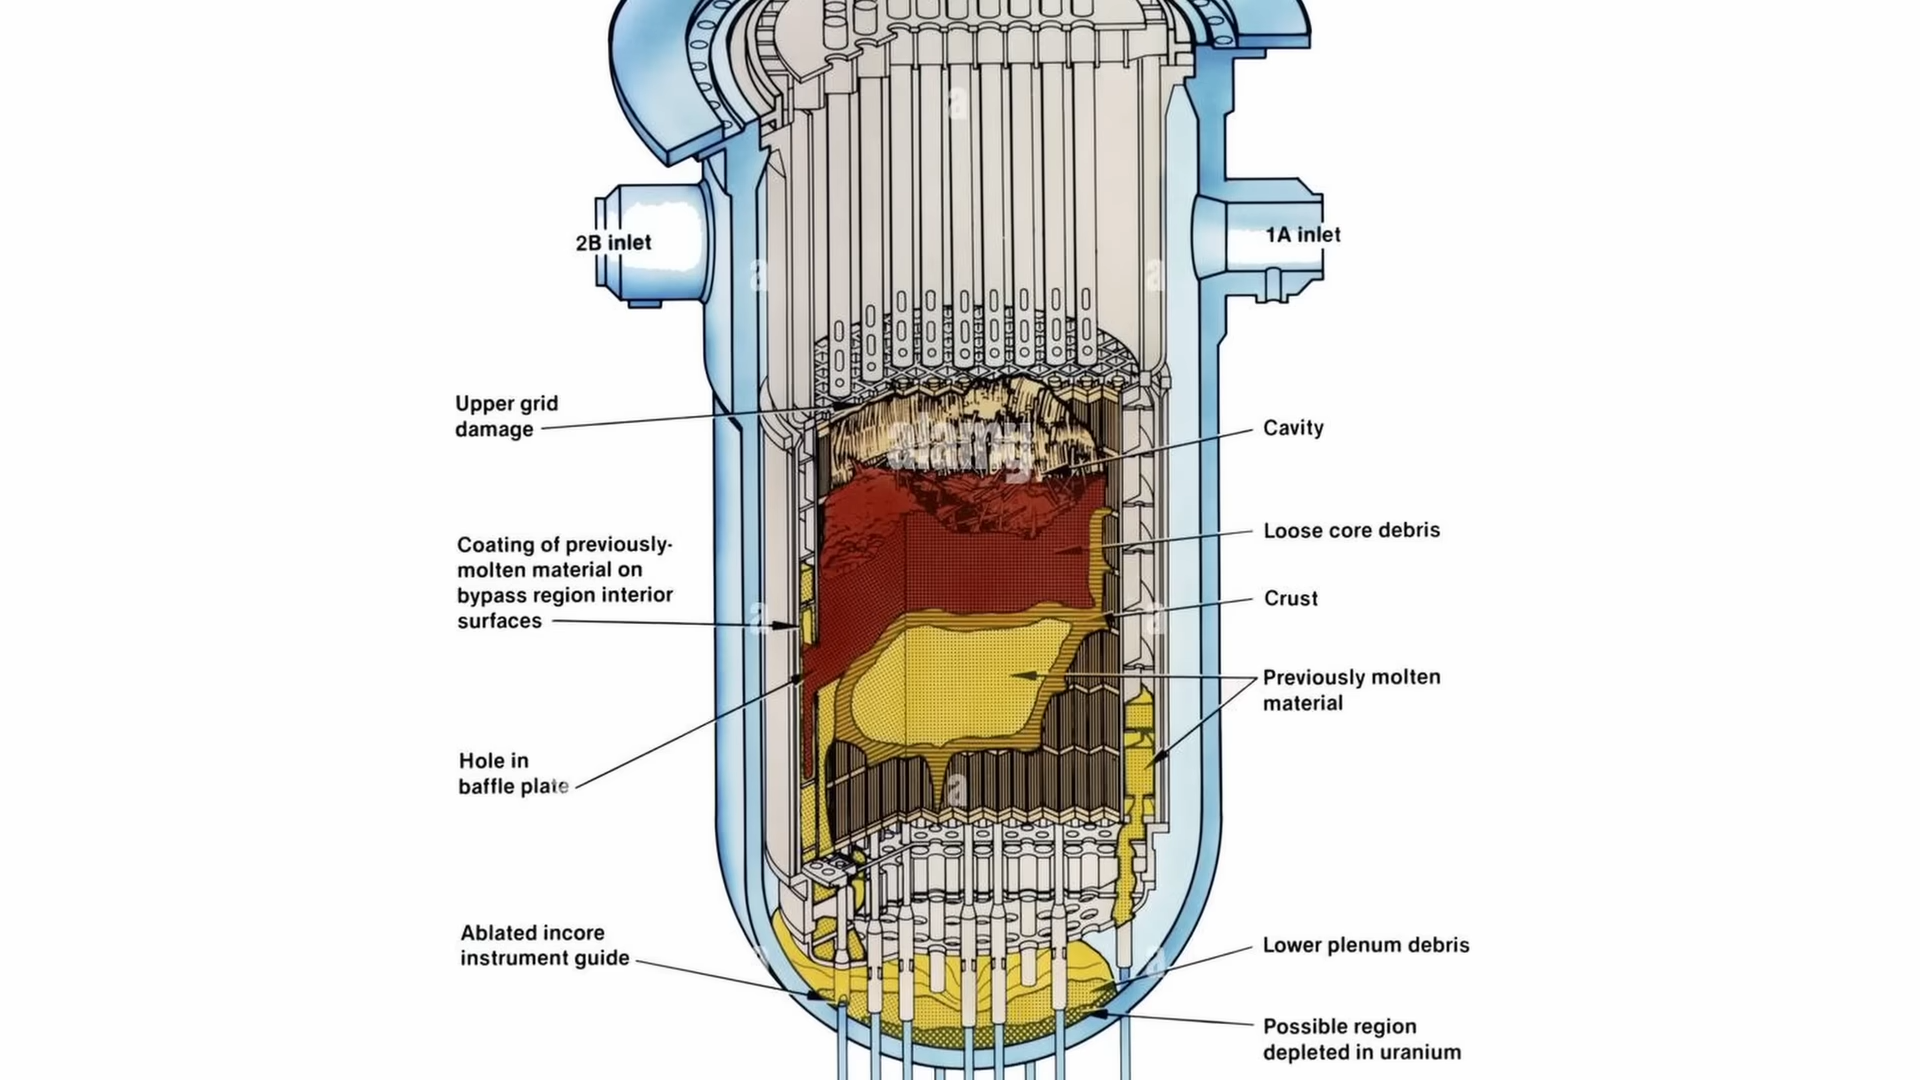 2B inlet
1A inlet
Upper grid
damage
Cavity
Loose core debris
Coating of previously-
molten material on
bypass region interior
surfaces
Crust
Previously molten
material
Hole in
baffle plate
Ablated incore
instrument guide
Lower plenum debris
Possible region
depleted in uranium
alamy
a
a
a
a
a
a
a
a